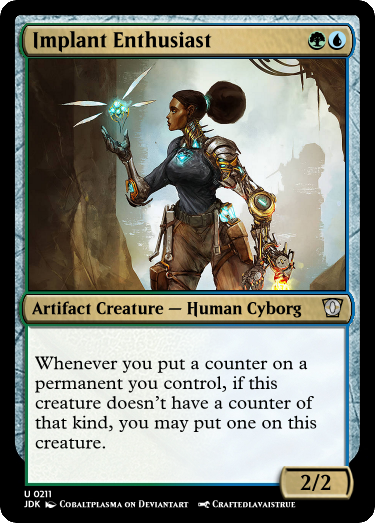 Implant Enthusiast
Artifact Creature — Human Cyborg
Whenever you put a counter on a
permanent you control, if this
creature doesn't have a counter of
that kind, you may put one on this
creature.
2/2
U 0211
JDK Cobaltplasma on Deviantart Craftedlavaistrue